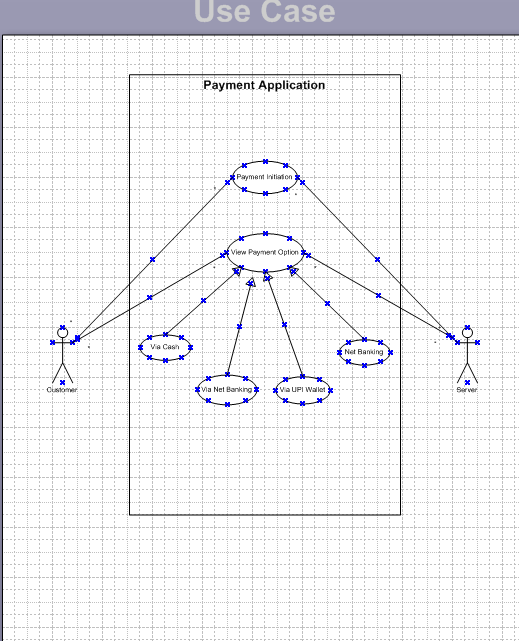 Use Case
Payment Application
Payment Initiation
View Payment Option
Via Cash
Net Banking
Via Net Banking
Via UPI Wallet
Customer
Server